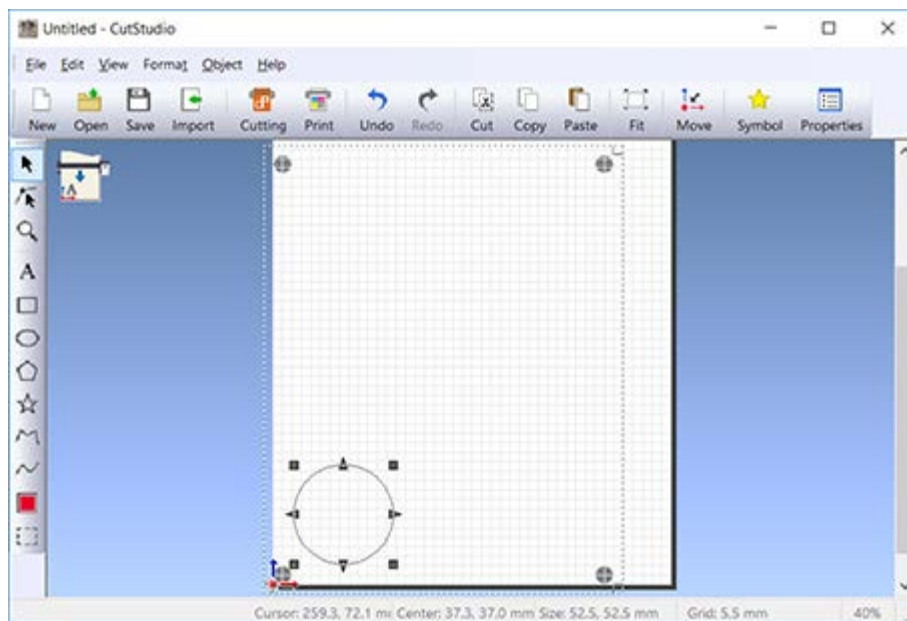 Untitled - CutStudio
File Edit View Format Object Help
New Open Save Import Cutting Print Undo Redo Cut Copy Paste Fit Move Symbol Properties
A
A
Cursor: 259.3, 72.1 m Center: 37.3, 37.0 mm Size: 52.5, 52.5 mm Grid: 5.5 mm 40%